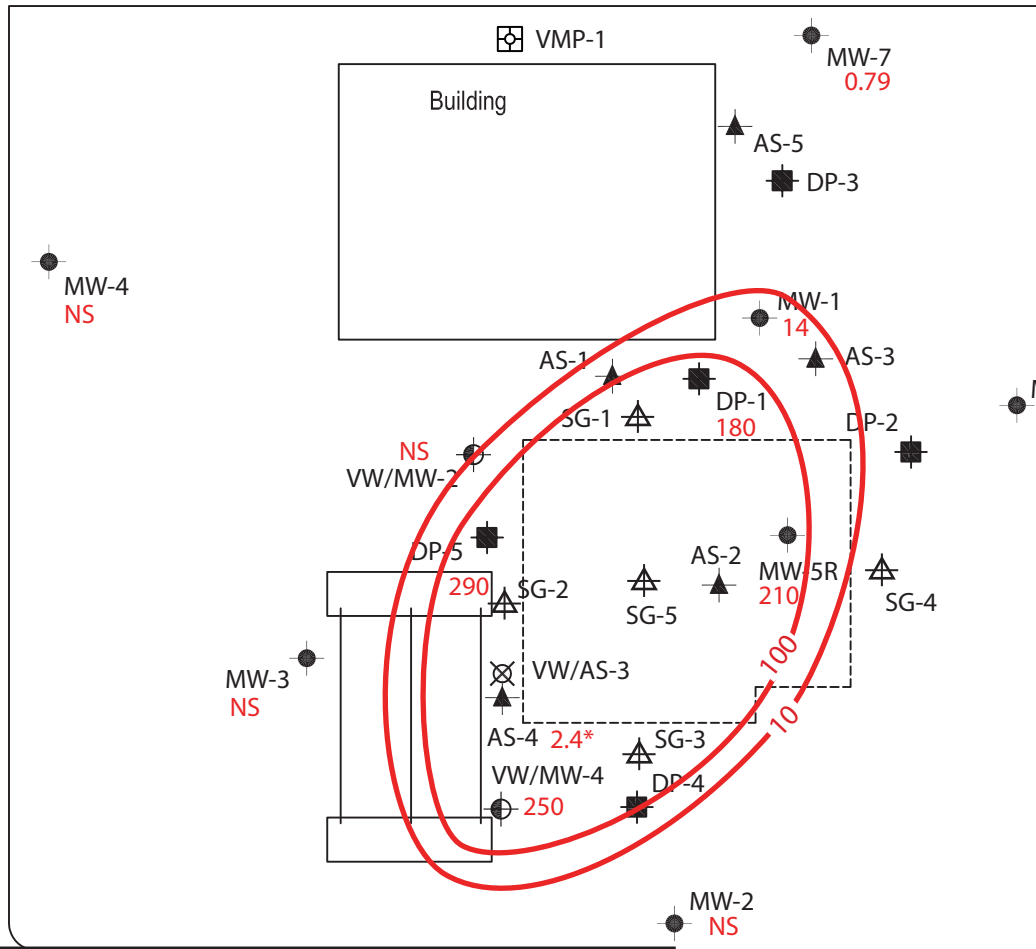 VMP-1
MW-7
0.79
Building
AS-5
DP-3
MW-4
NS
MW-1
14
AS-1
AS-3
M
DP-1
180
SG-1
DP-2
NS
VW/MW-2
DP-5
290
SG-2
AS-2
SG-5
MW-5R
210
SG-4
100
10
MW-3
NS
VW/AS-3
AS-4 2.4*
SG-3
VW/MW-4
250
DP-4
MW-2
NS